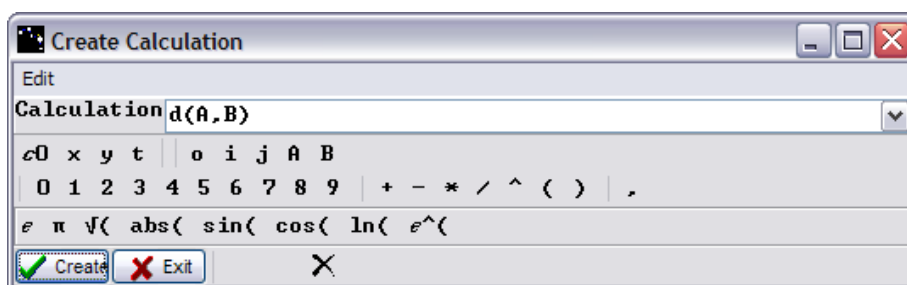 Create Calculation
Edit
Calculation d(A,B)
c0 x y t o i j A B
0 1 2 3 4 5 6 7 8 9 + - * / ^ ( ) ,
e π √( abs( sin( cos( ln( e^(
Create Exit